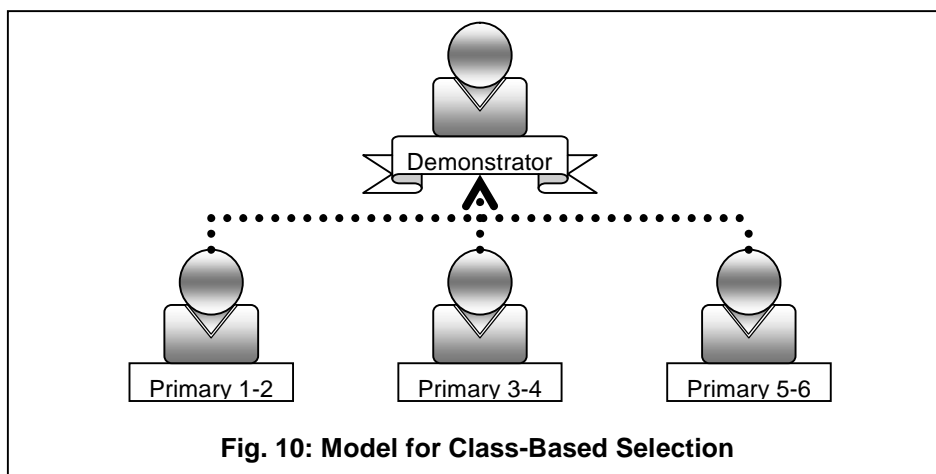 Demonstrator
Primary 1-2
Primary 3-4
Primary 5-6
Fig. 10: Model for Class-Based Selection